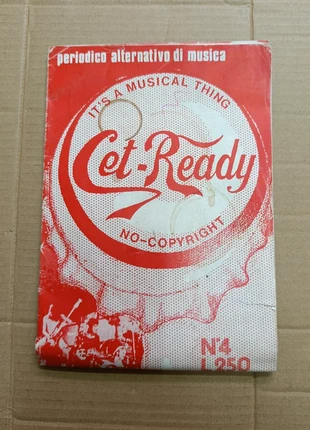 periodico alternativo di musica
IT'S A MUSICAL THING
Get-Ready
NO-COPYRIGHT
N°4
L.250